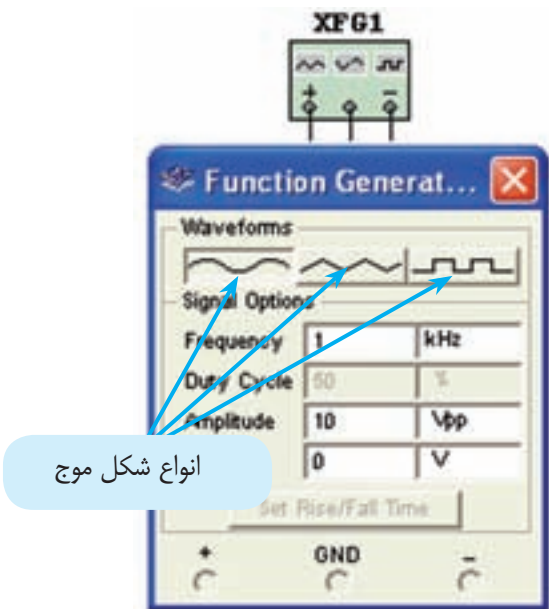 XFG1
+ −
Function Generat...
Waveforms
Signal Options
Frequency 1 kHz
Duty Cycle 50 %
Amplitude 10 Vpp
0 V
انواع شکل موج
Set Rise/Fall Time
+ GND −